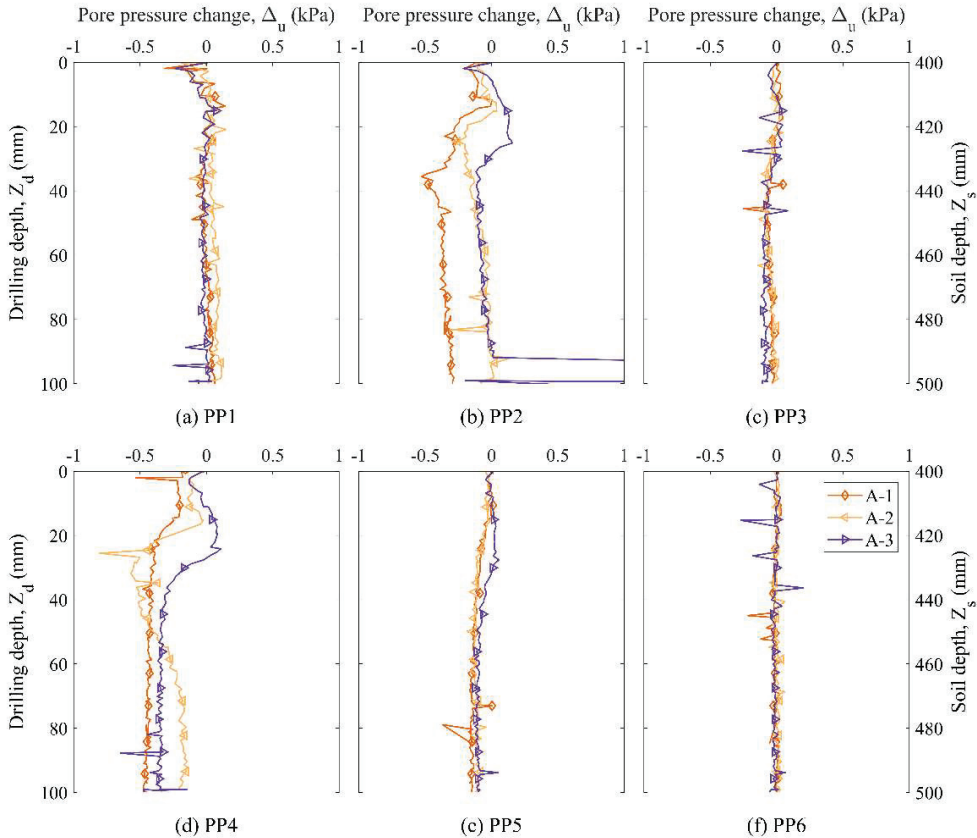 Pore pressure change, Δu (kPa) Pore pressure change, Δu (kPa) Pore pressure change, Δu (kPa)
-1 -0.5 0 0.5 1 -1 -0.5 0 0.5 1 -1 -0.5 0 0.5 1
0 400
20 420
40 440
60 460
80 480
100 500
Drilling depth, Zd (mm)
Soil depth, Zs (mm)
(a) PP1 (b) PP2 (c) PP3
-1 -0.5 0 0.5 1 -1 -0.5 0 0.5 1 -1 -0.5 0 0.5 1
0 400
20 420
40 440
60 460
80 480
100 500
Drilling depth, Zd (mm)
Soil depth, Zs (mm)
A-1
A-2
A-3
(d) PP4 (e) PP5 (f) PP6